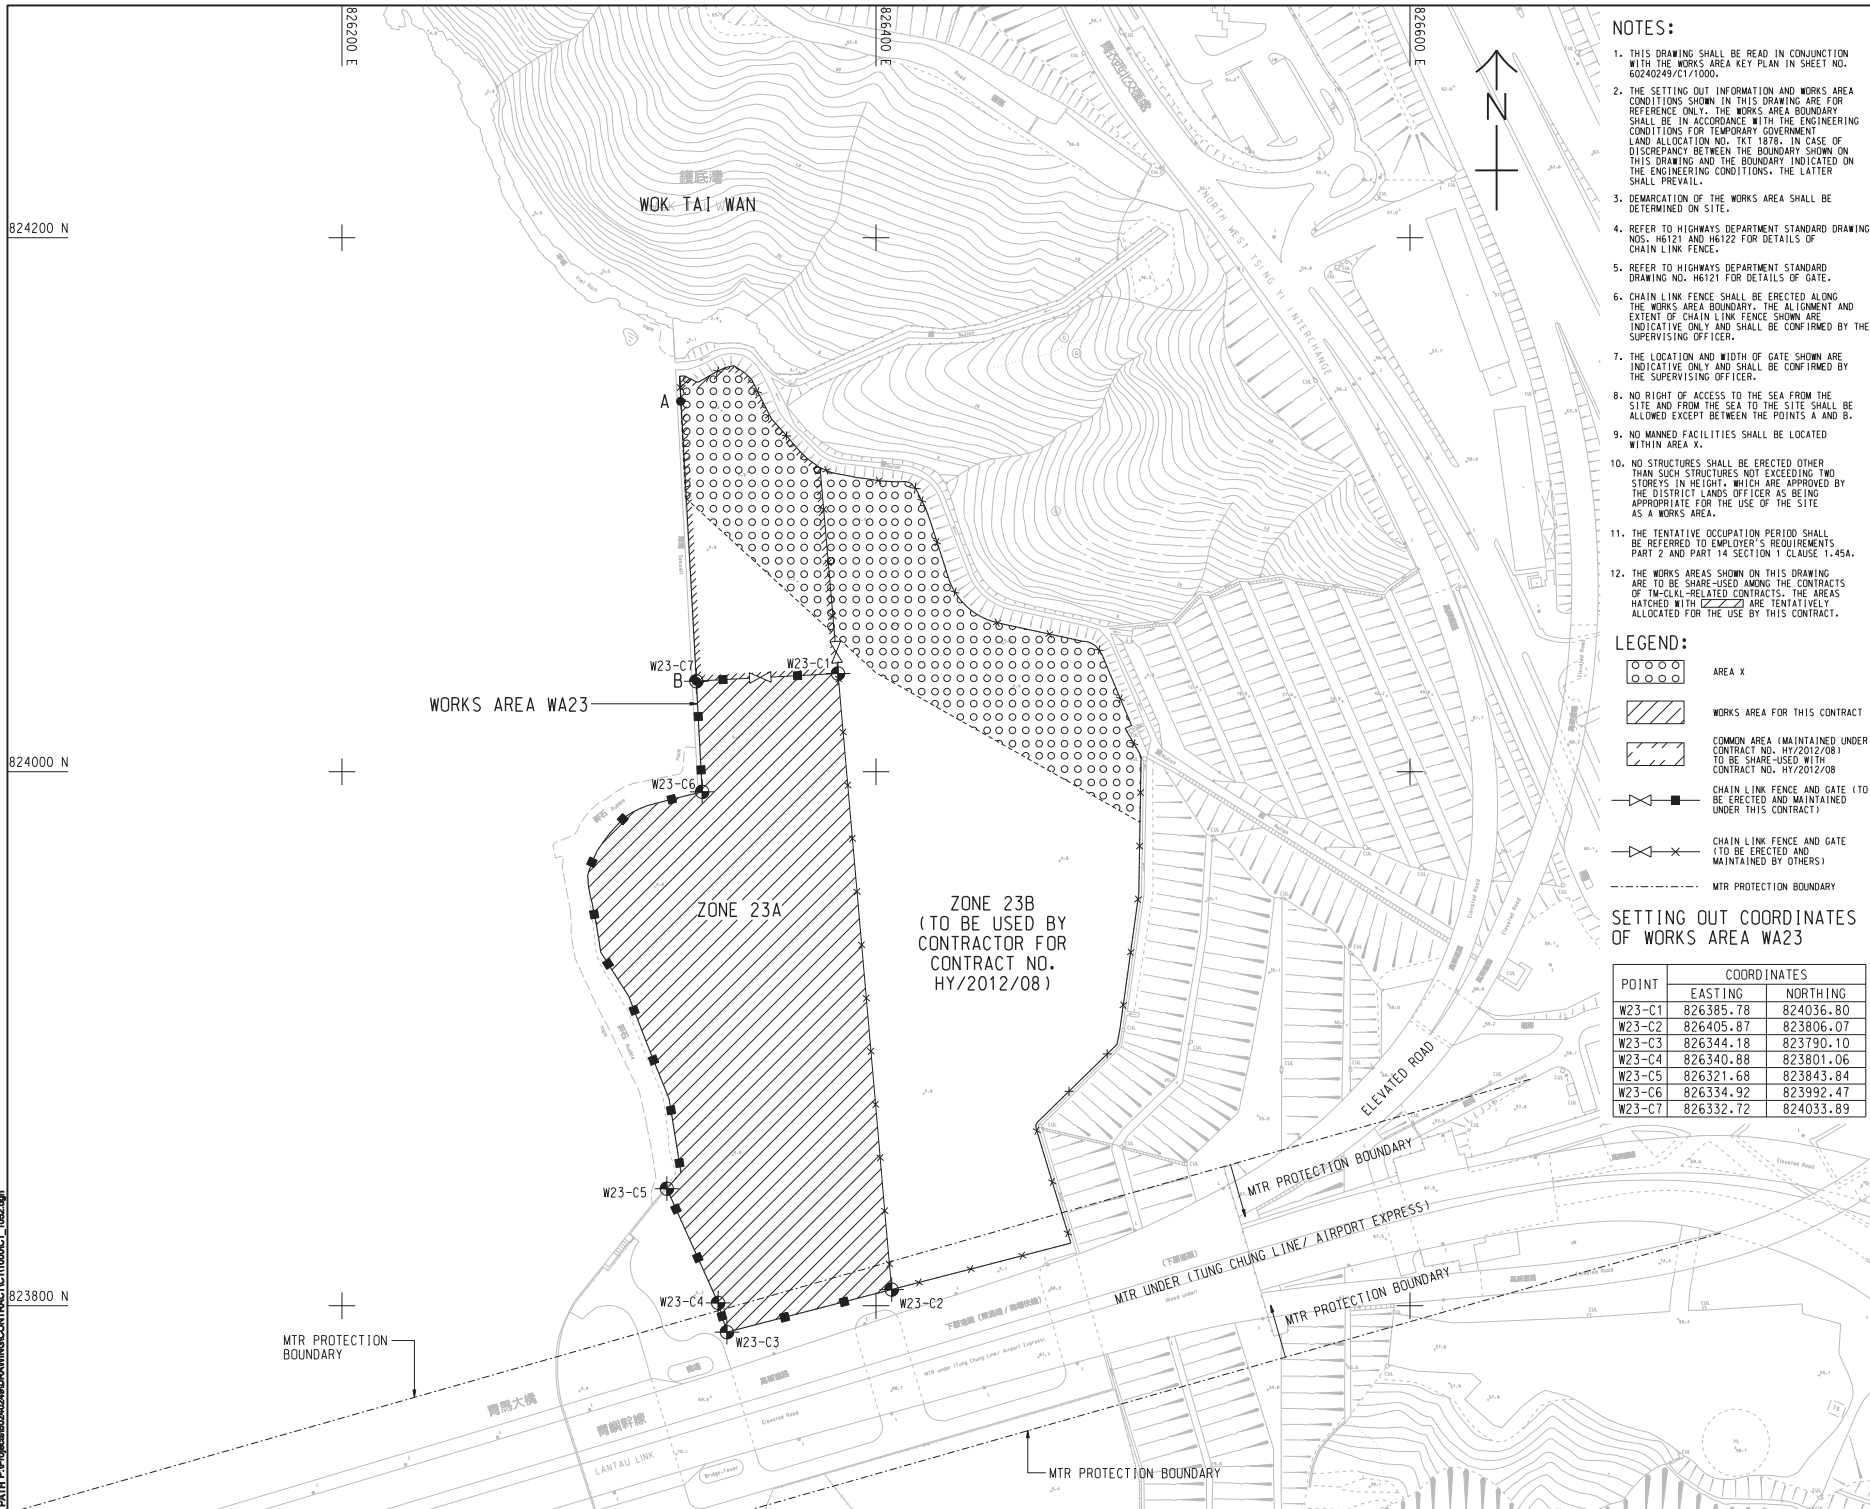 826200 E
826400 E
826600 E
824200 N
824000 N
823800 N
N
鑊底灣
WOK TAI WAN
青衣西北交匯處
NORTH WEST TSING YI INTERCHANGE
A
W23-C7
B
W23-C1
WORKS AREA WA23
W23-C6
ZONE 23A
ZONE 23B
(TO BE USED BY
CONTRACTOR FOR
CONTRACT NO.
HY/2012/08)
W23-C5
W23-C4
W23-C3
W23-C2
ELEVATED ROAD
MTR PROTECTION BOUNDARY
MTR UNDER (TUNG CHUNG LINE/ AIRPORT EXPRESS)
MTR PROTECTION BOUNDARY
MTR PROTECTION
BOUNDARY
MTR PROTECTION BOUNDARY
青馬大橋
青嶼幹線
LANTAU LINK
Bridge-Tower
Elevated Road
MTR under (Tung Chung Line/ Airport Express)
(Road under)
Seawall
NOTES:
1. THIS DRAWING SHALL BE READ IN CONJUNCTION
WITH THE WORKS AREA KEY PLAN IN SHEET NO.
60240249/C1/1000.
2. THE SETTING OUT INFORMATION AND WORKS AREA
CONDITIONS SHOWN IN THIS DRAWING ARE FOR
REFERENCE ONLY. THE WORKS AREA BOUNDARY
SHALL BE IN ACCORDANCE WITH THE ENGINEERING
CONDITIONS FOR TEMPORARY GOVERNMENT
LAND ALLOCATION NO. TKT 1878. IN CASE OF
DISCREPANCY BETWEEN THE BOUNDARY SHOWN ON
THIS DRAWING AND THE BOUNDARY INDICATED ON
THE ENGINEERING CONDITIONS, THE LATTER
SHALL PREVAIL.
3. DEMARCATION OF THE WORKS AREA SHALL BE
DETERMINED ON SITE.
4. REFER TO HIGHWAYS DEPARTMENT STANDARD DRAWING
NOS. H6121 AND H6122 FOR DETAILS OF
CHAIN LINK FENCE.
5. REFER TO HIGHWAYS DEPARTMENT STANDARD
DRAWING NO. H6121 FOR DETAILS OF GATE.
6. CHAIN LINK FENCE SHALL BE ERECTED ALONG
THE WORKS AREA BOUNDARY. THE ALIGNMENT AND
EXTENT OF CHAIN LINK FENCE SHOWN ARE
INDICATIVE ONLY AND SHALL BE CONFIRMED BY THE
SUPERVISING OFFICER.
7. THE LOCATION AND WIDTH OF GATE SHOWN ARE
INDICATIVE ONLY AND SHALL BE CONFIRMED BY
THE SUPERVISING OFFICER.
8. NO RIGHT OF ACCESS TO THE SEA FROM THE
SITE AND FROM THE SEA TO THE SITE SHALL BE
ALLOWED EXCEPT BETWEEN THE POINTS A AND B.
9. NO MANNED FACILITIES SHALL BE LOCATED
WITHIN AREA X.
10. NO STRUCTURES SHALL BE ERECTED OTHER
THAN SUCH STRUCTURES NOT EXCEEDING TWO
STOREYS IN HEIGHT, WHICH ARE APPROVED BY
THE DISTRICT LANDS OFFICER AS BEING
APPROPRIATE FOR THE USE OF THE SITE
AS A WORKS AREA.
11. THE TENTATIVE OCCUPATION PERIOD SHALL
BE REFERRED TO EMPLOYER'S REQUIREMENTS
PART 2 AND PART 14 SECTION 1 CLAUSE 1.45A.
12. THE WORKS AREAS SHOWN ON THIS DRAWING
ARE TO BE SHARE-USED AMONG THE CONTRACTS
OF TM-CLKL-RELATED CONTRACTS. THE AREAS
HATCHED WITH ARE TENTATIVELY
ALLOCATED FOR THE USE BY THIS CONTRACT.
LEGEND:
AREA X
WORKS AREA FOR THIS CONTRACT
COMMON AREA (MAINTAINED UNDER
CONTRACT NO. HY/2012/08)
TO BE SHARE-USED WITH
CONTRACT NO. HY/2012/08
CHAIN LINK FENCE AND GATE (TO
BE ERECTED AND MAINTAINED
UNDER THIS CONTRACT)
CHAIN LINK FENCE AND GATE
(TO BE ERECTED AND
MAINTAINED BY OTHERS)
MTR PROTECTION BOUNDARY
SETTING OUT COORDINATES
OF WORKS AREA WA23
POINT COORDINATES
EASTING NORTHING
W23-C1 826385.78 824036.80
W23-C2 826405.87 823806.07
W23-C3 826344.18 823790.10
W23-C4 826340.88 823801.06
W23-C5 826321.68 823843.84
W23-C6 826334.92 823992.47
W23-C7 826332.72 824033.89